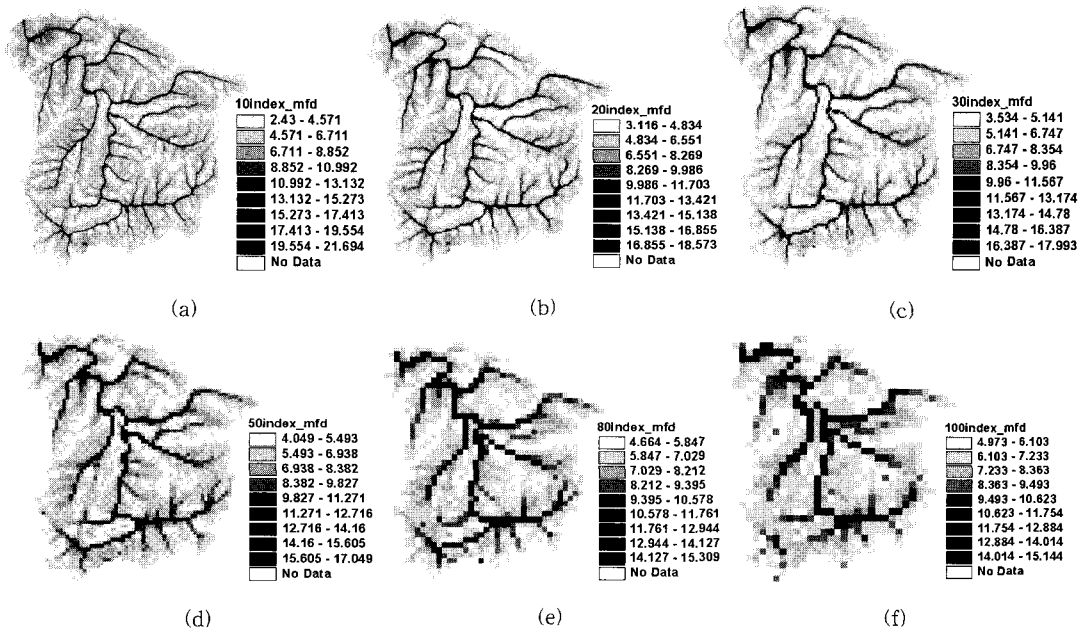 10index_mfd
2.43 - 4.571
4.571 - 6.711
6.711 - 8.852
8.852 - 10.992
10.992 - 13.132
13.132 - 15.273
15.273 - 17.413
17.413 - 19.554
19.554 - 21.694
No Data
(a)
20index_mfd
3.116 - 4.834
4.834 - 6.551
6.551 - 8.269
8.269 - 9.986
9.986 - 11.703
11.703 - 13.421
13.421 - 15.138
15.138 - 16.855
16.855 - 18.573
No Data
(b)
30index_mfd
3.534 - 5.141
5.141 - 6.747
6.747 - 8.354
8.354 - 9.96
9.96 - 11.567
11.567 - 13.174
13.174 - 14.78
14.78 - 16.387
16.387 - 17.993
No Data
(c)
50index_mfd
4.049 - 5.493
5.493 - 6.938
6.938 - 8.382
8.382 - 9.827
9.827 - 11.271
11.271 - 12.716
12.716 - 14.16
14.16 - 15.605
15.605 - 17.049
No Data
(d)
80Index_mfd
4.664 - 5.847
5.847 - 7.029
7.029 - 8.212
8.212 - 9.395
9.395 - 10.578
10.578 - 11.761
11.761 - 12.944
12.944 - 14.127
14.127 - 15.309
No Data
(e)
100index_mfd
4.973 - 6.103
6.103 - 7.233
7.233 - 8.363
8.363 - 9.493
9.493 - 10.623
10.623 - 11.754
11.754 - 12.884
12.884 - 14.014
14.014 - 15.144
No Data
(f)